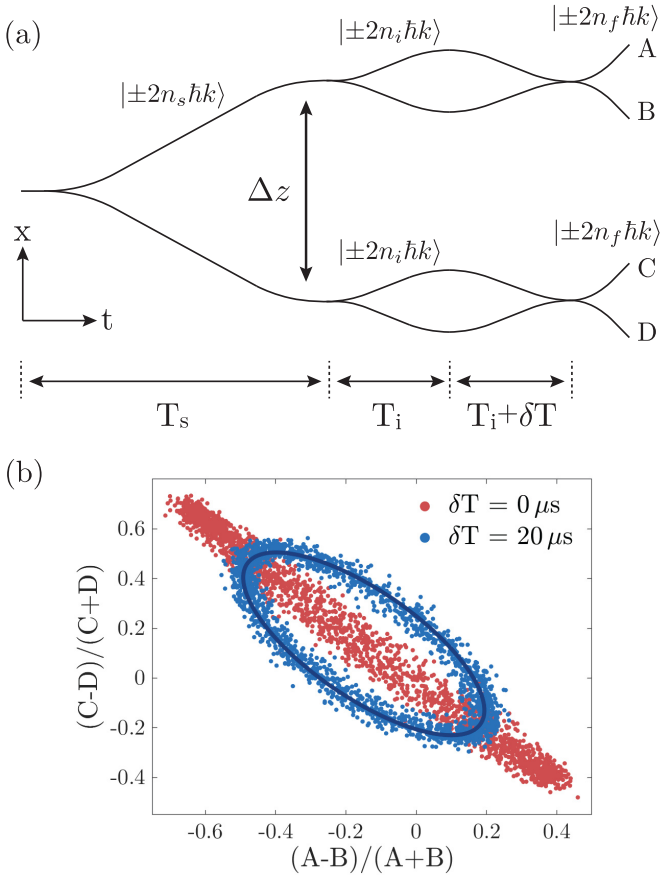 (a)
|±2n_sℏk⟩
|±2n_iℏk⟩
|±2n_fℏk⟩
A
B
Δz
x
t
|±2n_iℏk⟩
|±2n_fℏk⟩
C
D
T_s
T_i
T_i+δT
(b)
δT = 0 μs
δT = 20 μs
(C-D)/(C+D)
0.6
0.4
0.2
0
-0.2
-0.4
-0.6
-0.4
-0.2
0
0.2
0.4
(A-B)/(A+B)